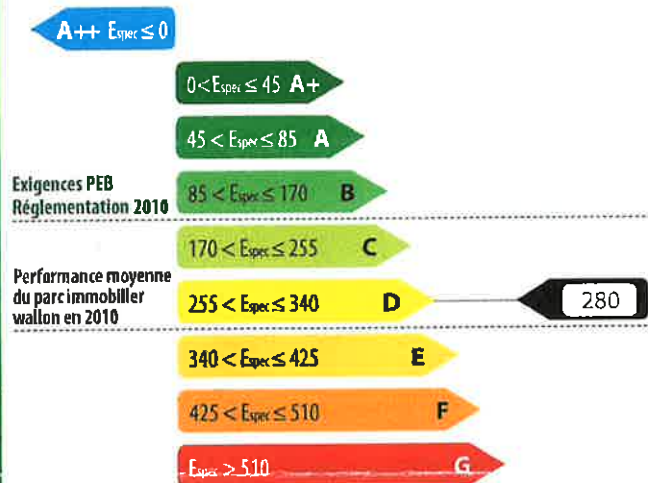 A++ Espec ≤ 0
0 < Espec ≤ 45 A+
45 < Espec ≤ 85 A
Exigences PEB
Réglementation 2010
85 < Espec ≤ 170 B
170 < Espec ≤ 255 C
Performance moyenne
du parc immobilier
wallon en 2010
255 < Espec ≤ 340 D
280
340 < Espec ≤ 425 E
425 < Espec ≤ 510 F
Espec > 510 G